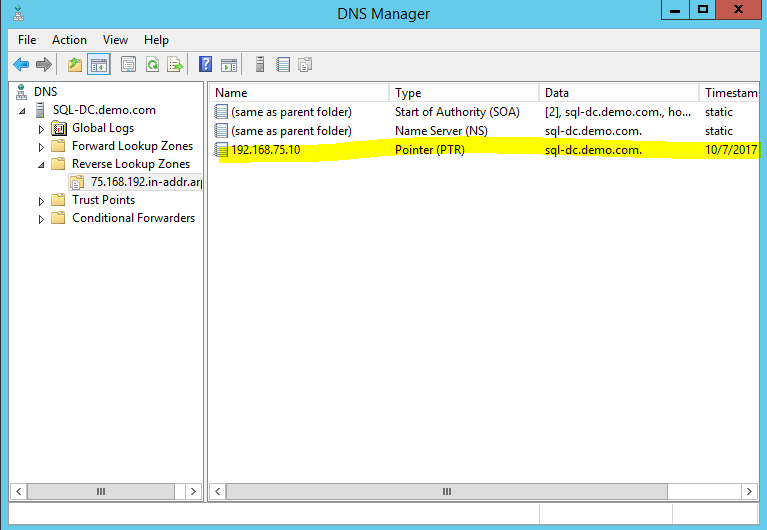 DNS Manager
File Action View Help
DNS
SQL-DC.demo.com
Global Logs
Forward Lookup Zones
Reverse Lookup Zones
75.168.192.in-addr.arp
Trust Points
Conditional Forwarders
Name Type Data Timestam
(same as parent folder) Start of Authority (SOA) [2], sql-dc.demo.com., ho... static
(same as parent folder) Name Server (NS) sql-dc.demo.com. static
192.168.75.10 Pointer (PTR) sql-dc.demo.com. 10/7/2017